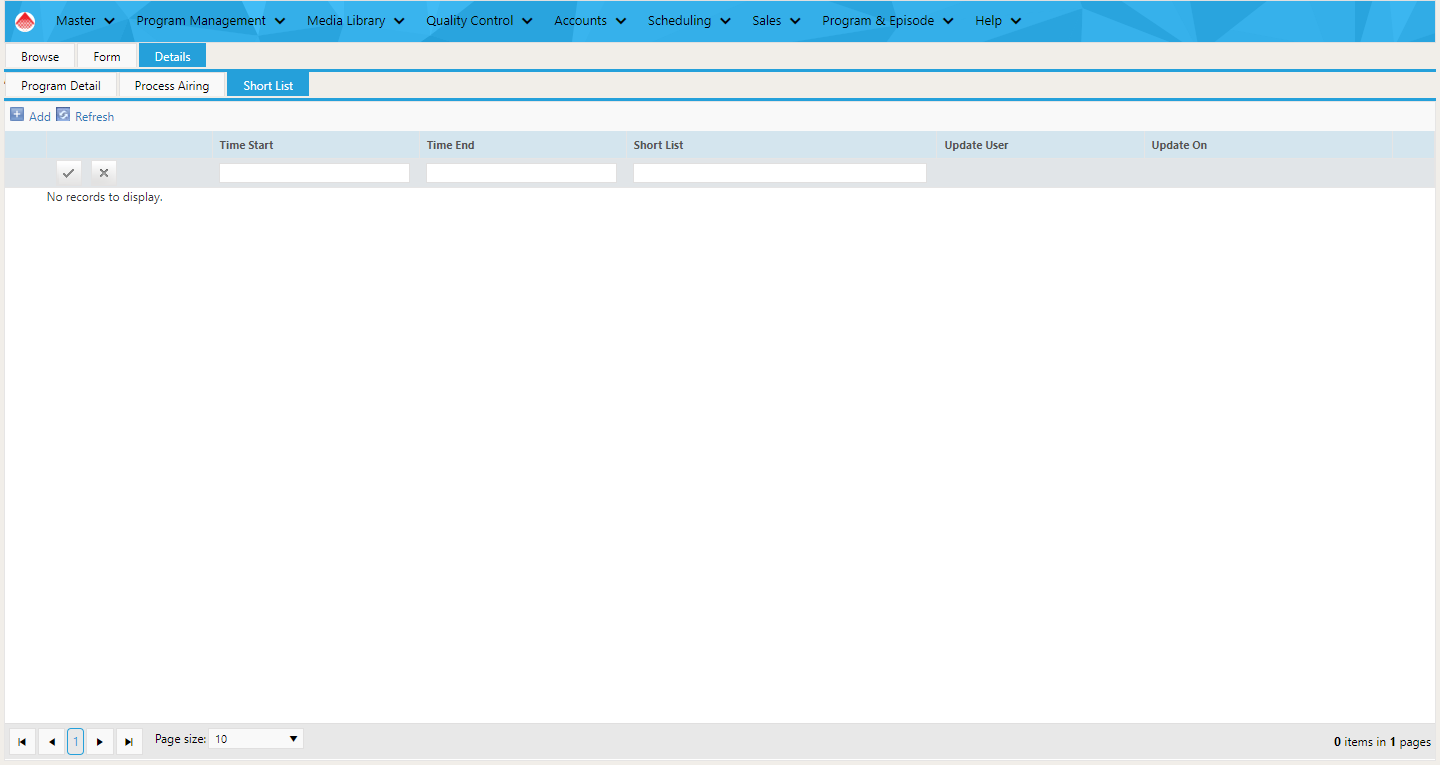 Master Program Management Media Library Quality Control Accounts Scheduling Sales Program & Episode Help
Browse Form Details
Program Detail Process Airing Short List
Add Refresh
Time Start Time End Short List Update User Update On
No records to display.
1 Page size: 10 0 items in 1 pages